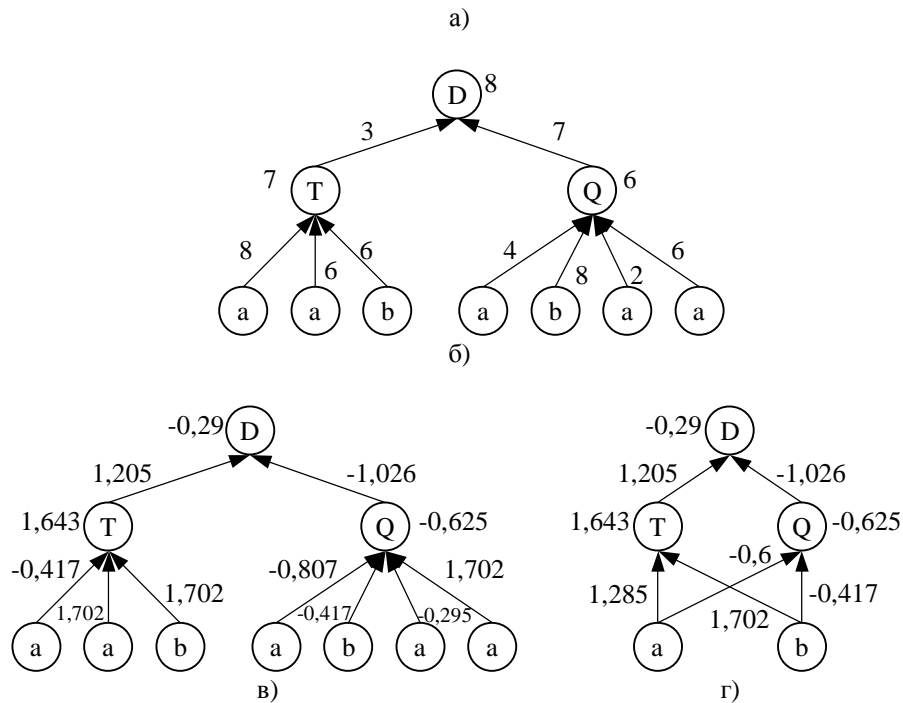 а)
D 8
3 7
7 T Q 6
8 6 6 4 8 2 6
a a b a b a a
б)
-0,29 D -0,29 D
1,205 -1,026 1,205 -1,026
1,643 T Q -0,625 1,643 T Q -0,625
-0,417 1,702 1,702 -0,807 -0,417 -0,295 1,702 1,285 -0,6 1,702 -0,417
a a b a b a a a b
в) г)